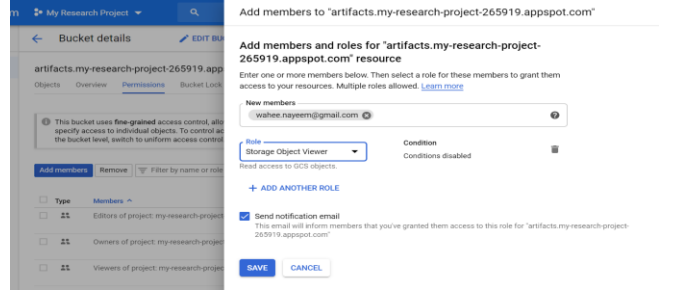 m
My Research Project
Bucket details
EDIT BU
artifacts.my-research-project-265919.app
Objects Overview Permissions Bucket Lock
This bucket uses fine-grained access control, allo
specify access to individual objects. To control ac
the bucket level, switch to uniform access control
Add members Remove Filter by name or role
Type Members
Editors of project: my-research-project
Owners of project: my-research-projec
Viewers of project: my-research-projec
Add members to "artifacts.my-research-project-265919.appspot.com"
Add members and roles for "artifacts.my-research-project-
265919.appspot.com" resource
Enter one or more members below. Then select a role for these members to grant them
access to your resources. Multiple roles allowed. Learn more
New members
wahee.nayeem@gmail.com
Role
Storage Object Viewer
Condition
Conditions disabled
Read access to GCS objects.
+ ADD ANOTHER ROLE
Send notification email
This email will inform members that you've granted them access to this role for "artifacts.my-research-project-
265919.appspot.com"
SAVE CANCEL